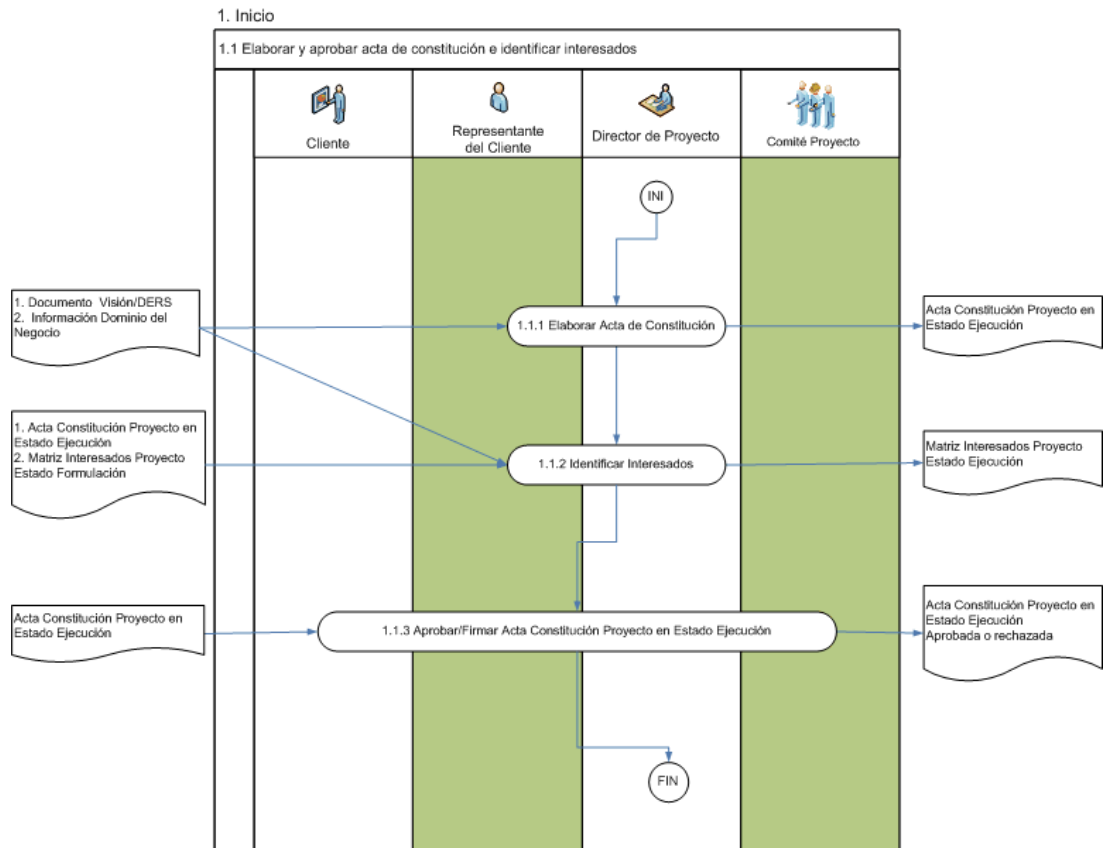 1. Inicio
1.1 Elaborar y aprobar acta de constitución e identificar interesados
Cliente
Representante
del Cliente
Director de Proyecto
Comité Proyecto
INI
1. Documento Visión/DERS
2. Información Dominio del
Negocio
1.1.1 Elaborar Acta de Constitución
Acta Constitución Proyecto en
Estado Ejecución
1. Acta Constitución Proyecto en
Estado Ejecución
2. Matriz Interesados Proyecto
Estado Formulación
1.1.2 Identificar Interesados
Matriz Interesados Proyecto
Estado Ejecución
Acta Constitución Proyecto en
Estado Ejecución
1.1.3 Aprobar/Firmar Acta Constitución Proyecto en Estado Ejecución
Acta Constitución Proyecto en
Estado Ejecución
Aprobada o rechazada
FIN